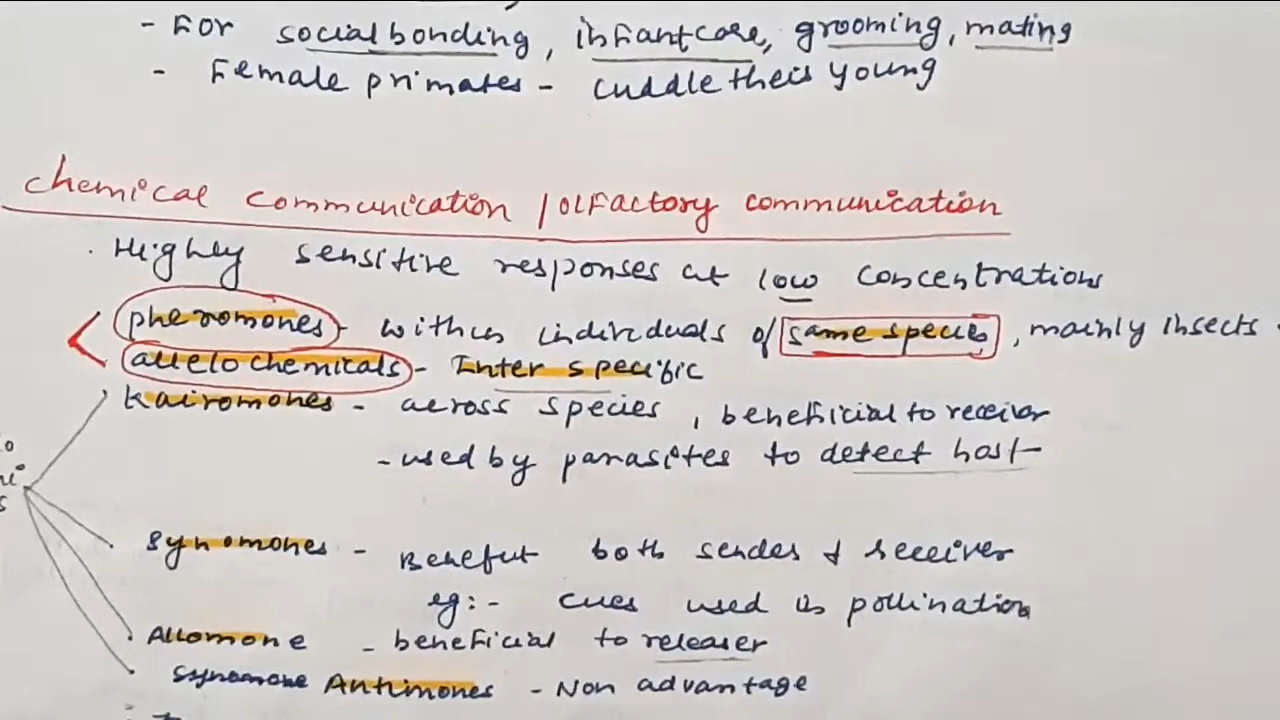 - For social bonding, infantcare, grooming, mating
- Female primates - cuddle their young
chemical communication / olfactory communication
. Highly sensitive responses at low concentrations
pheromones - within individuals of same species, mainly insects.
allelochemicals - Inter specific
Kairomones - across species, beneficial to receiver
- used by parasites to detect host
Synomones - Benefit both sender & receiver
eg:- cues used in pollination
Allomone - beneficial to releaser
Antimones - Non advantage